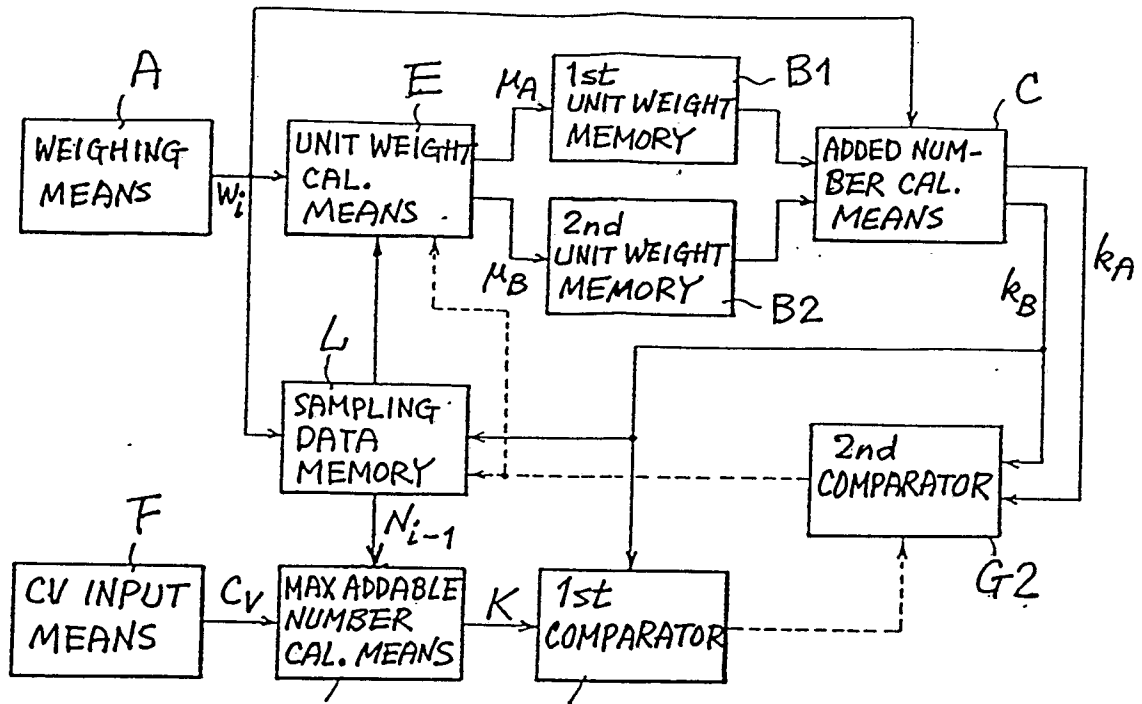 A
WEIGHING
MEANS
Wi
E
UNIT WEIGHT
CAL.
MEANS
μA
μB
1st
UNIT WEIGHT
MEMORY
B1
2nd
UNIT WEIGHT
MEMORY
B2
C
ADDED NUM-
BER CAL.
MEANS
kB
kA
L
SAMPLING
DATA
MEMORY
Ni-1
2nd
COMPARATOR
G2
F
CV INPUT
MEANS
CV
MAX ADDABLE
NUMBER
CAL. MEANS
K
1st
COMPARATOR